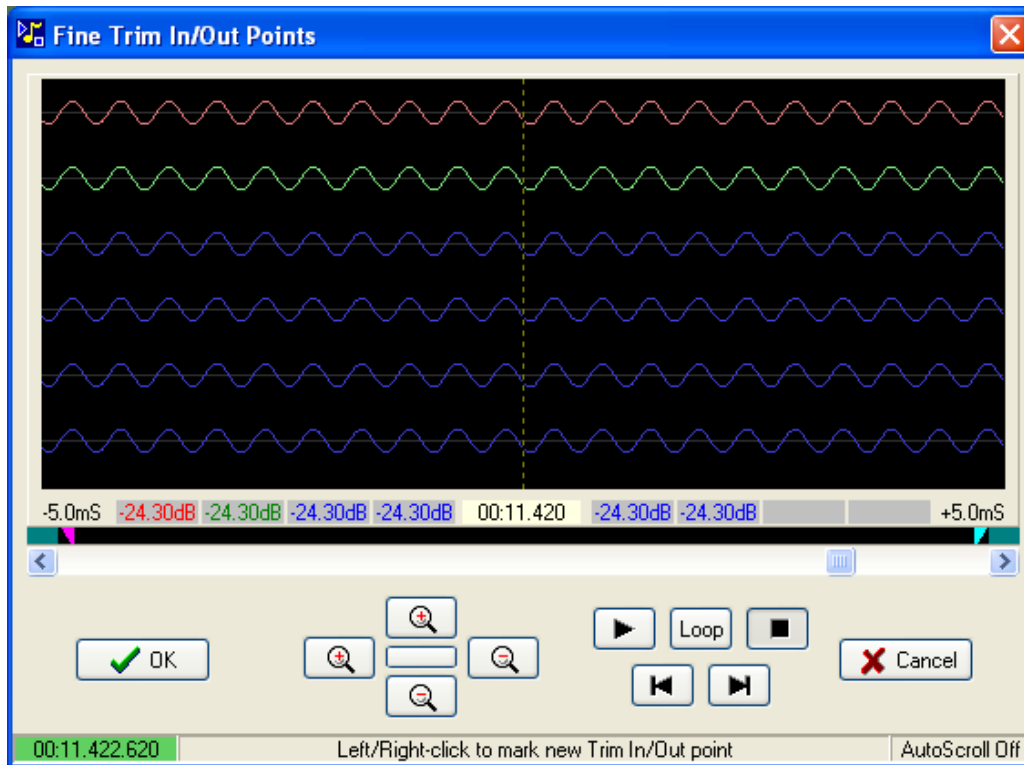 Fine Trim In/Out Points
-5.0mS -24.30dB -24.30dB -24.30dB -24.30dB 00:11.420 -24.30dB -24.30dB +5.0mS
OK
Loop
Cancel
00:11.422.620 Left/Right-click to mark new Trim In/Out point AutoScroll Off